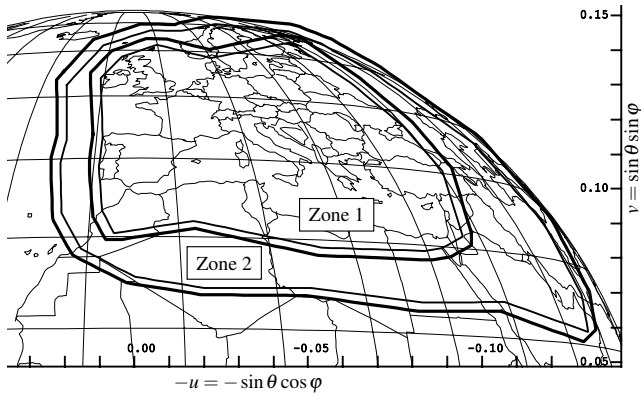 0.15
v = sin θ sin φ
0.10
Zone 1
Zone 2
0.00
-0.05
-0.10
0.05
−u = − sin θ cos φ